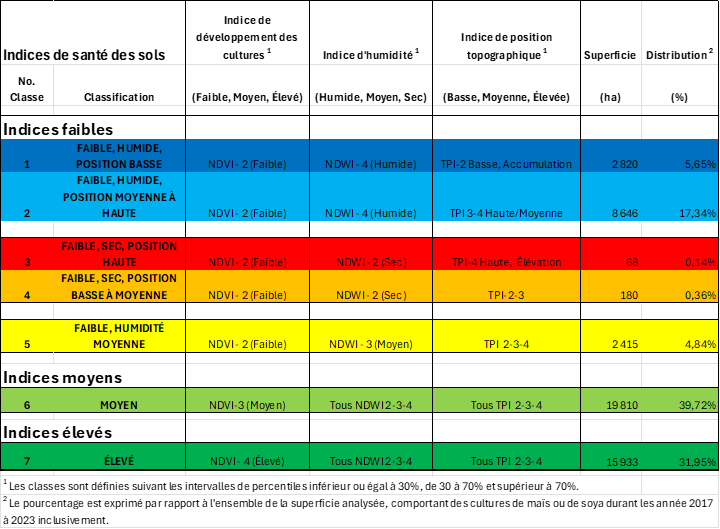 Indices de santé des sols
Indice de
développement des
cultures 1
Indice d'humidité 1
Indice de position
topographique 1
Superficie
Distribution 2
No.
Classe
Classification
(Faible, Moyen, Élevé)
(Humide, Moyen, Sec)
(Basse, Moyenne, Élevée)
(ha)
(%)
Indices faibles
1
FAIBLE, HUMIDE,
POSITION BASSE
NDVI - 2 (Faible)
NDWI - 4 (Humide)
TPI-2 Basse, Accumulation
2 820
5,65%
2
FAIBLE, HUMIDE,
POSITION MOYENNE À
HAUTE
NDVI - 2 (Faible)
NDWI - 4 (Humide)
TPI 3-4 Haute/Moyenne
8 646
17,34%
3
FAIBLE, SEC, POSITION
HAUTE
NDVI - 2 (Faible)
NDWI - 2 (Sec)
TPI-4 Haute, Élévation
68
0,14%
4
FAIBLE, SEC, POSITION
BASSE À MOYENNE
NDVI - 2 (Faible)
NDWI - 2 (Sec)
TPI-2-3
180
0,36%
5
FAIBLE, HUMIDITÉ
MOYENNE
NDVI - 2 (Faible)
NDWI - 3 (Moyen)
TPI 2-3-4
2 415
4,84%
Indices moyens
6
MOYEN
NDVI-3 (Moyen)
Tous NDWI 2-3-4
Tous TPI 2-3-4
19 810
39,72%
Indices élevés
7
ÉLEVÉ
NDVI - 4 (Élevé)
Tous NDWI 2-3-4
Tous TPI 2-3-4
15 933
31,95%
1 Les classes sont définies suivant les intervalles de percentiles inférieur ou égal à 30%, de 30 à 70% et supérieur à 70%.
2 Le pourcentage est exprimé par rapport à l'ensemble de la superficie analysée, comportant des cultures de maïs ou de soya durant les année 2017
à 2023 inclusivement.